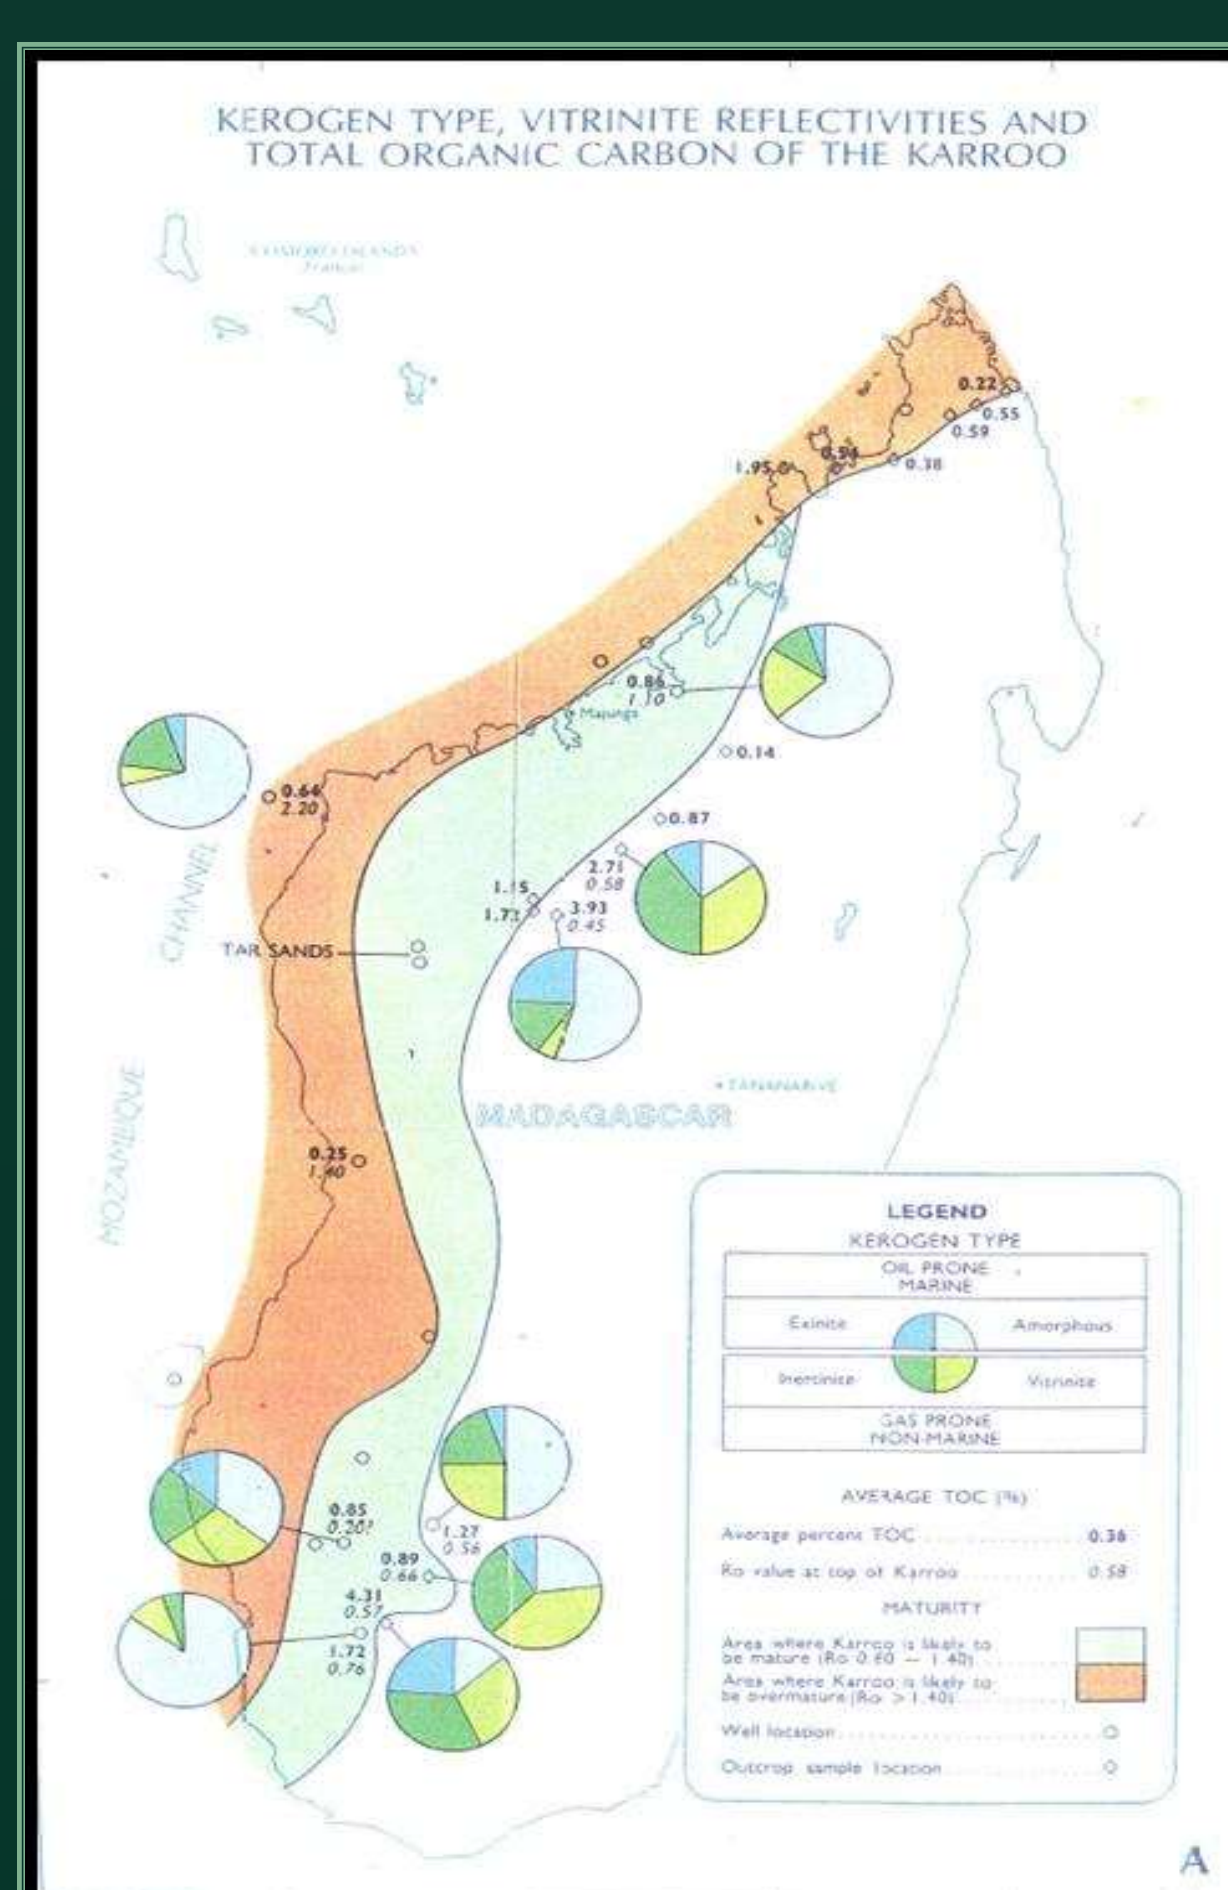 KEROGEN TYPE, VITRINITE REFLECTIVITIES AND
TOTAL ORGANIC CARBON OF THE KARROO
0.22
0.55
0.59
0.38
1.95
0.86
1.10
Majunga
0.14
0.64
2.20
0.87
2.71
0.58
1.15
1.72
3.93
0.45
CHANNEL
TAR SANDS
TANANARIVE
MADAGASCAR
MOZAMBIQUE
0.25
1.40
0.85
0.20?
1.27
0.56
0.89
0.66
4.31
0.57
1.72
0.76
LEGEND
KEROGEN TYPE
OIL PRONE
MARINE
Exinite
Amorphous
Inertinite
Vitrinite
GAS PRONE
NON-MARINE
AVERAGE TOC (%)
Average percent TOC 0.36
Ro value at top of Karroo 0.58
MATURITY
Area where Karroo is likely to
be mature (Ro 0.60 — 1.40)
Area where Karroo is likely to
be overmature (Ro > 1.40)
Well location
Outcrop sample location
A